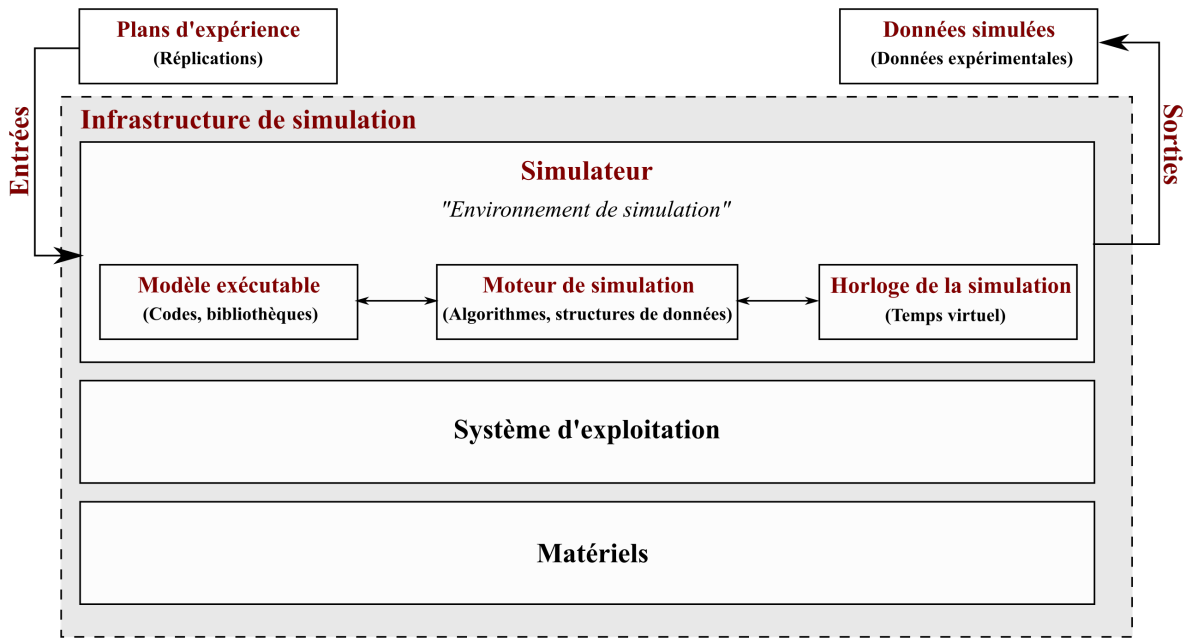 Plans d'expérience
(Réplications)
Données simulées
(Données expérimentales)
Entrées
Sorties
Infrastructure de simulation
Simulateur
"Environnement de simulation"
Modèle exécutable
(Codes, bibliothèques)
Moteur de simulation
(Algorithmes, structures de données)
Horloge de la simulation
(Temps virtuel)
Système d'exploitation
Matériels